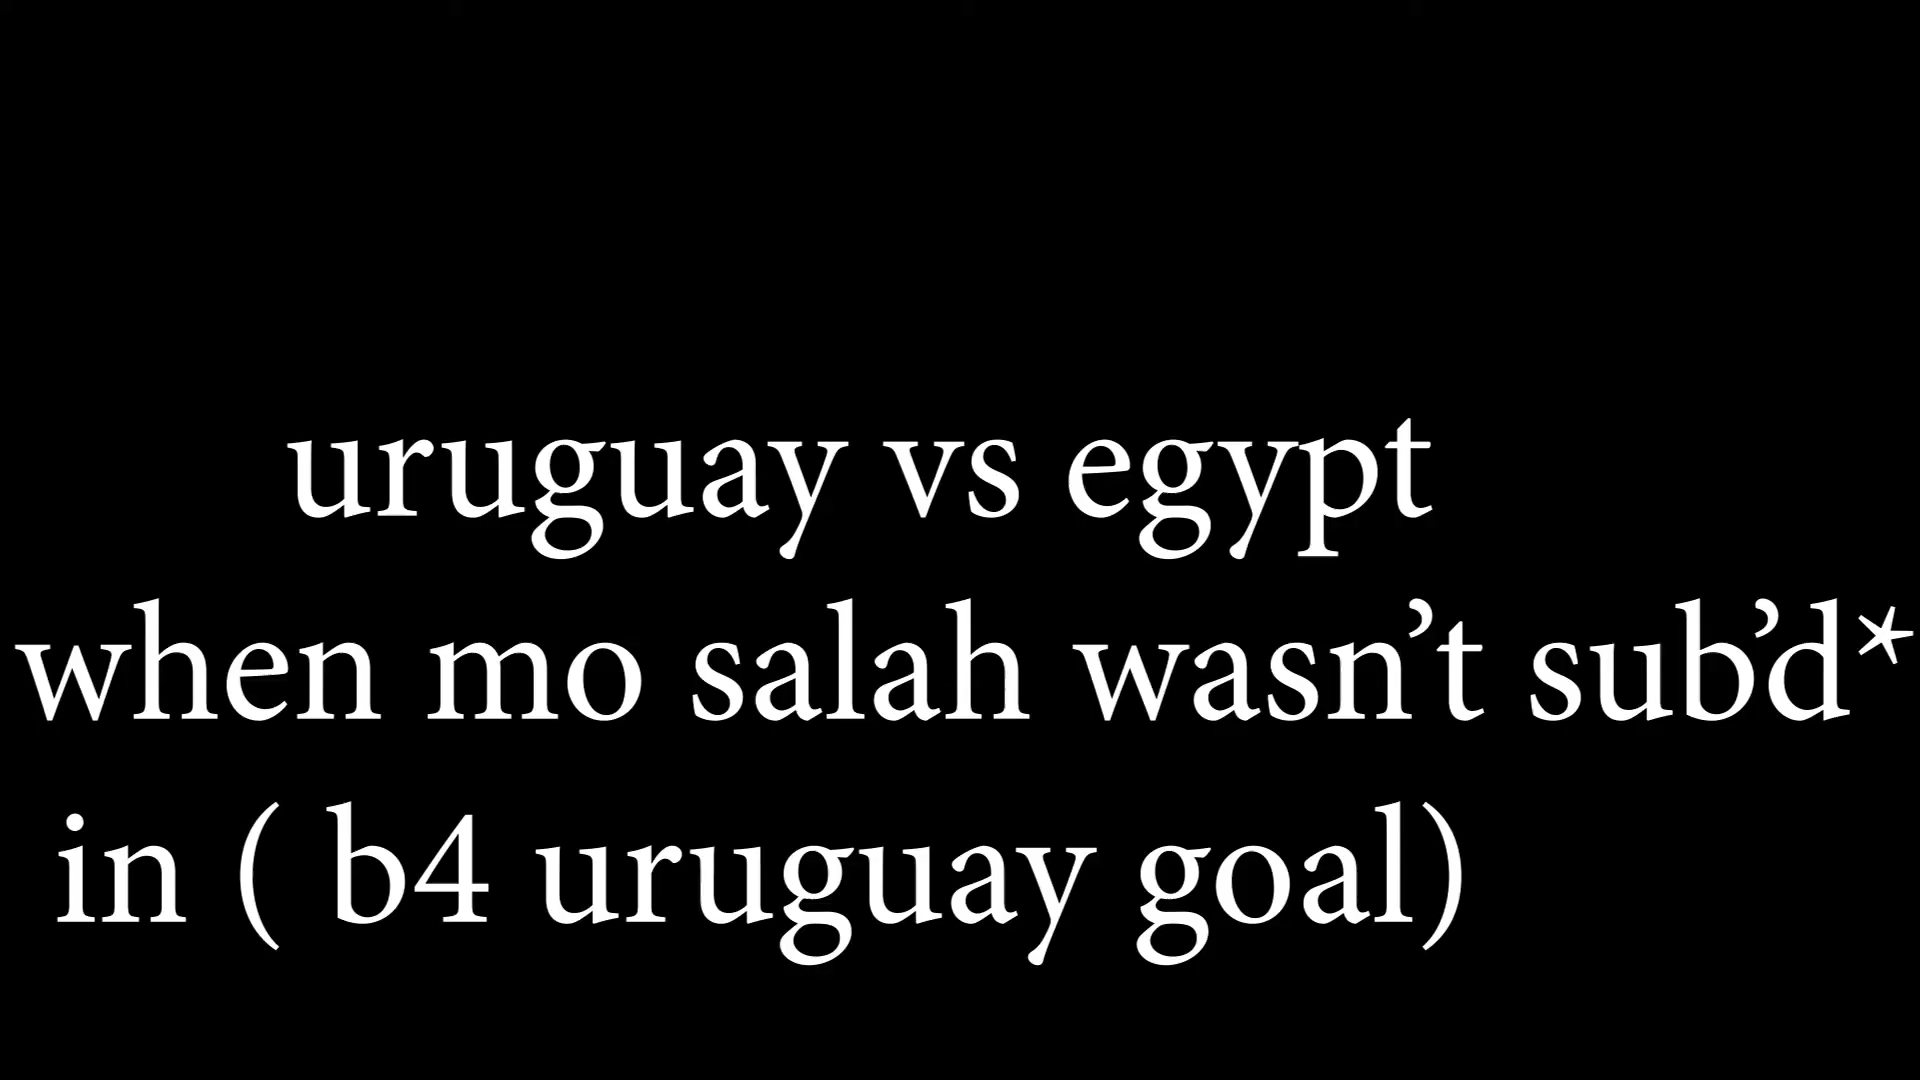 uruguay vs egypt
when mo salah wasn’t sub’d*
in ( b4 uruguay goal)